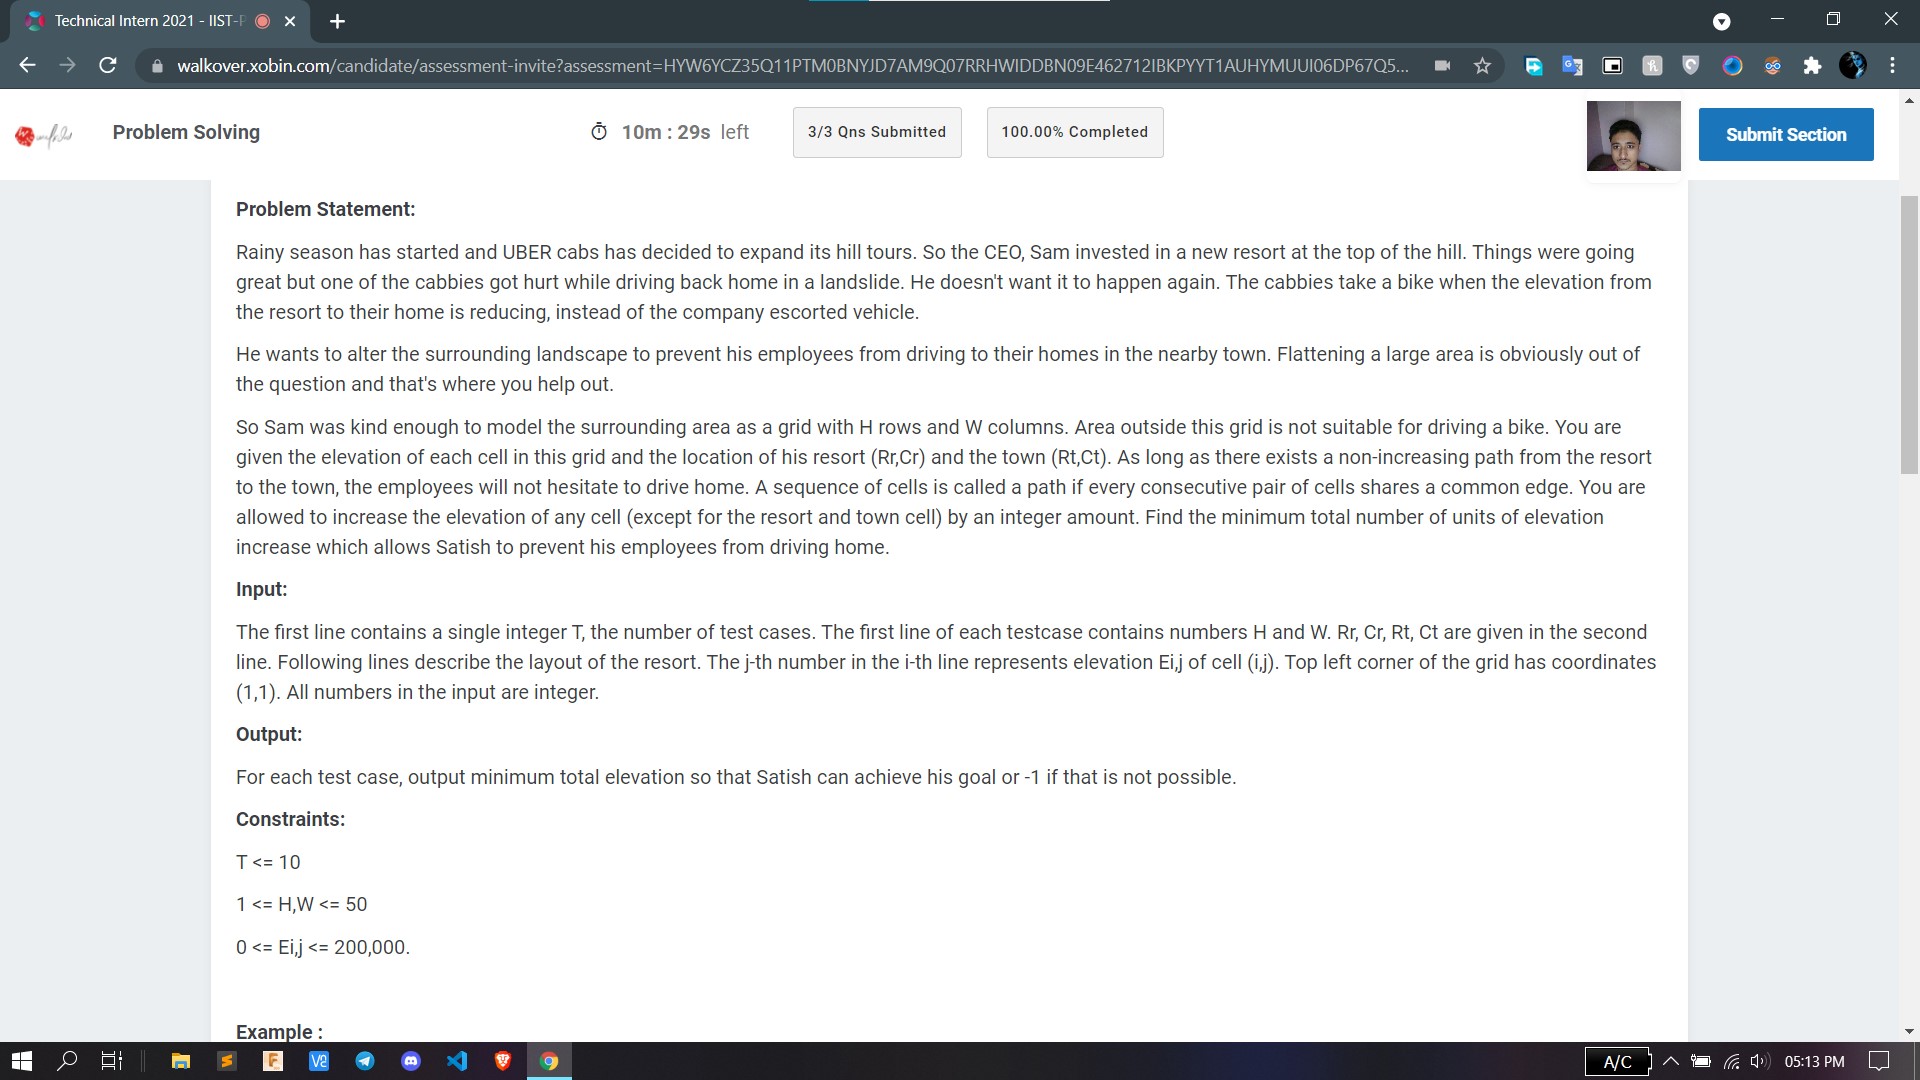 Technical Intern 2021 - IIST-P
walkover.xobin.com/candidate/assessment-invite?assessment=HYW6YCZ35Q11PTM0BNYJD7AM9Q07RRHWIDDBN09E462712IBKPYYT1AUHYMUUI06DP67Q5...
Problem Solving
10m : 29s left
3/3 Qns Submitted
100.00% Completed
Submit Section
Problem Statement:
Rainy season has started and UBER cabs has decided to expand its hill tours. So the CEO, Sam invested in a new resort at the top of the hill. Things were going
great but one of the cabbies got hurt while driving back home in a landslide. He doesn't want it to happen again. The cabbies take a bike when the elevation from
the resort to their home is reducing, instead of the company escorted vehicle.
He wants to alter the surrounding landscape to prevent his employees from driving to their homes in the nearby town. Flattening a large area is obviously out of
the question and that's where you help out.
So Sam was kind enough to model the surrounding area as a grid with H rows and W columns. Area outside this grid is not suitable for driving a bike. You are
given the elevation of each cell in this grid and the location of his resort (Rr,Cr) and the town (Rt,Ct). As long as there exists a non-increasing path from the resort
to the town, the employees will not hesitate to drive home. A sequence of cells is called a path if every consecutive pair of cells shares a common edge. You are
allowed to increase the elevation of any cell (except for the resort and town cell) by an integer amount. Find the minimum total number of units of elevation
increase which allows Satish to prevent his employees from driving home.
Input:
The first line contains a single integer T, the number of test cases. The first line of each testcase contains numbers H and W. Rr, Cr, Rt, Ct are given in the second
line. Following lines describe the layout of the resort. The j-th number in the i-th line represents elevation Ei,j of cell (i,j). Top left corner of the grid has coordinates
(1,1). All numbers in the input are integer.
Output:
For each test case, output minimum total elevation so that Satish can achieve his goal or -1 if that is not possible.
Constraints:
T <= 10
1 <= H,W <= 50
0 <= Ei,j <= 200,000.
Example :
A/C
05:13 PM